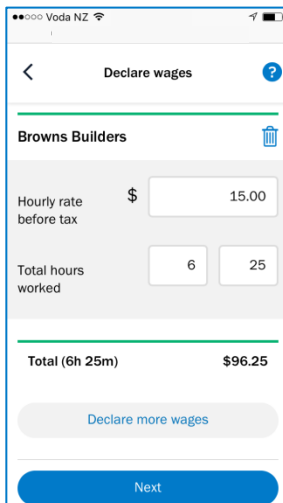 Voda NZ
Declare wages
?
Browns Builders
Hourly rate
before tax
$
15.00
Total hours
worked
6
25
Total (6h 25m)
$96.25
Declare more wages
Next